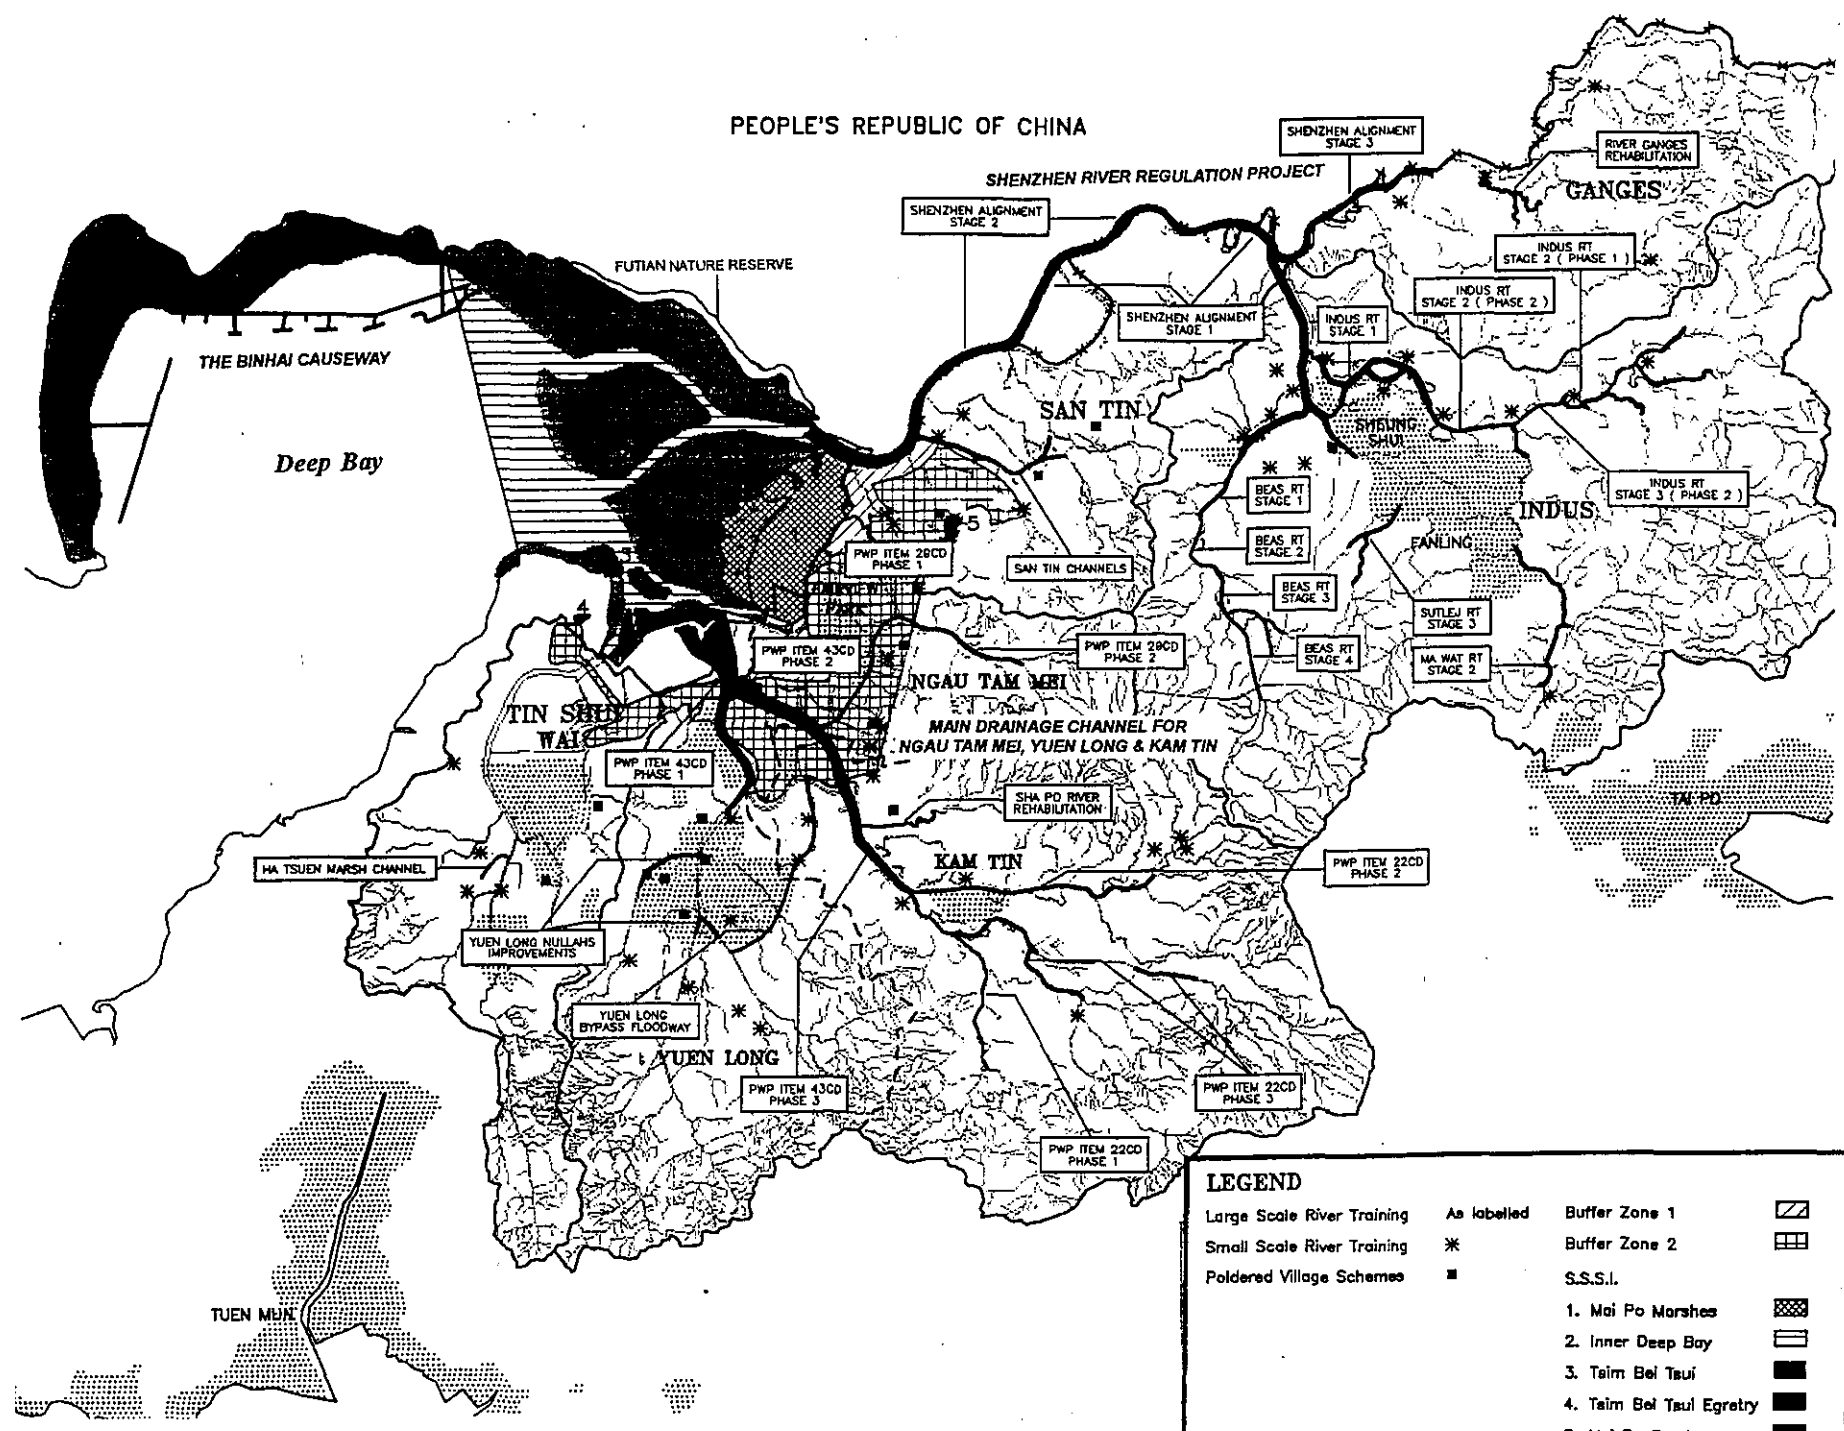 PEOPLE'S REPUBLIC OF CHINA
SHENZHEN ALIGNMENT
STAGE 3
RIVER GANGES
REHABILITATION
SHENZHEN RIVER REGULATION PROJECT
GANGES
SHENZHEN ALIGNMENT
STAGE 2
INDUS RT
STAGE 2 ( PHASE 1 )
FUTIAN NATURE RESERVE
INDUS RT
STAGE 2 ( PHASE 2 )
SHENZHEN ALIGNMENT
STAGE 1
INDUS RT
STAGE 1
THE BINHAI CAUSEWAY
SAN TIN
SHEUNG
SHUI
Deep Bay
BEAS RT
STAGE 1
INDUS RT
STAGE 3 ( PHASE 2 )
INDUS
5
BEAS RT
STAGE 2
FANLING
PWP ITEM 29CD
PHASE 1
SAN TIN CHANNELS
3
BEAS RT
STAGE 3
PARK
4
SUTLEJ RT
STAGE 3
PWP ITEM 43CD
PHASE 2
PWP ITEM 29CD
PHASE 2
BEAS RT
STAGE 4
MA WAT RT
STAGE 2
NGAU TAM MEI
TIN SHUI
WAI
MAIN DRAINAGE CHANNEL FOR
NGAU TAM MEI, YUEN LONG & KAM TIN
PWP ITEM 43CD
PHASE 1
SHA PO RIVER
REHABILITATION
TAI PO
KAM TIN
HA TSUEN MARSH CHANNEL
PWP ITEM 22CD
PHASE 2
YUEN LONG NULLAHS
IMPROVEMENTS
YUEN LONG
BYPASS FLOODWAY
YUEN LONG
PWP ITEM 43CD
PHASE 3
PWP ITEM 22CD
PHASE 3
PWP ITEM 22CD
PHASE 1
TUEN MUN
LEGEND
Large Scale River Training As labelled
Small Scale River Training
Poldered Village Schemes
Buffer Zone 1
Buffer Zone 2
S.S.S.I.
1. Mai Po Marshes
2. Inner Deep Bay
3. Tsim Bei Tsui
4. Tsim Bei Tsui Egretry